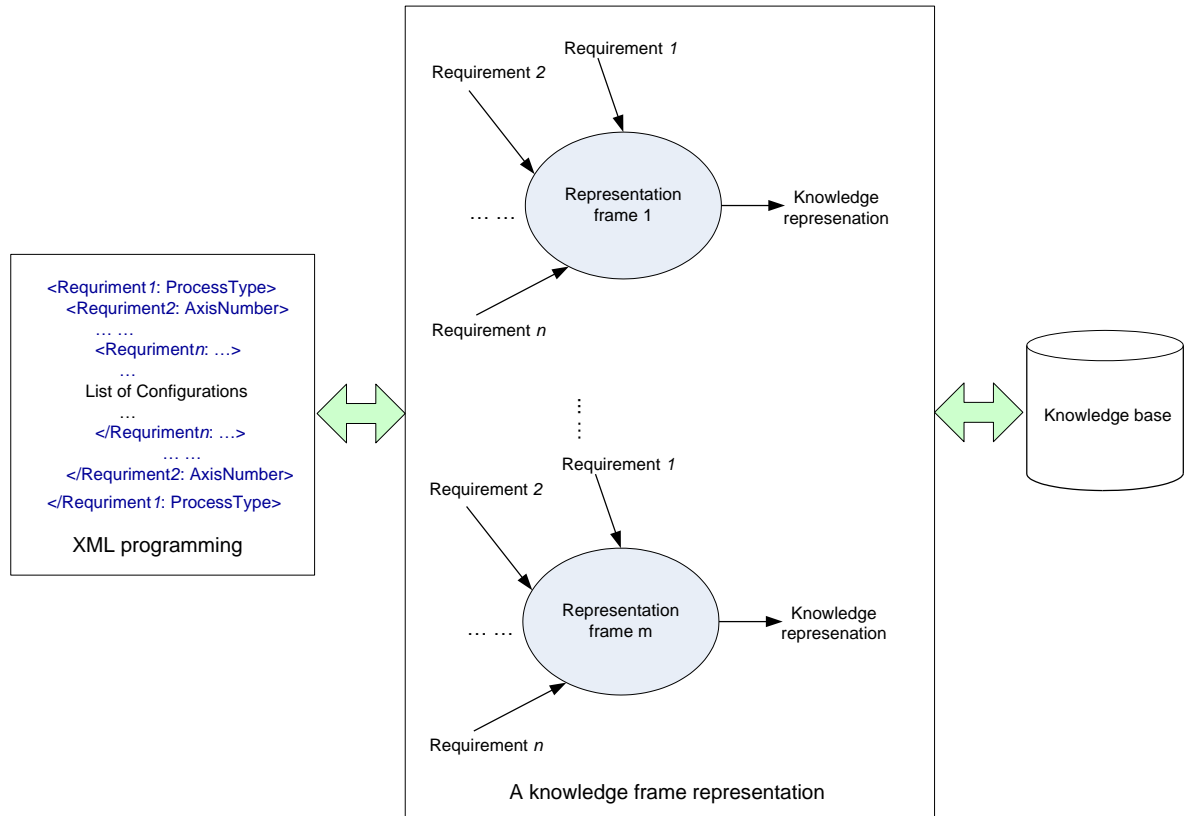 <Requriment1: ProcessType>
<Requriment2: AxisNumber>
… …
<Requrimentn: …>
…
List of Configurations
…
</Requrimentn: …>
… …
</Requriment2: AxisNumber>
</Requriment1: ProcessType>
XML programming
Requirement 1
Requirement 2
… …
Requirement n
Representation
frame 1
Knowledge
represenation
… …
Requirement 1
Requirement 2
… …
Requirement n
Representation
frame m
Knowledge
represenation
A knowledge frame representation
Knowledge base